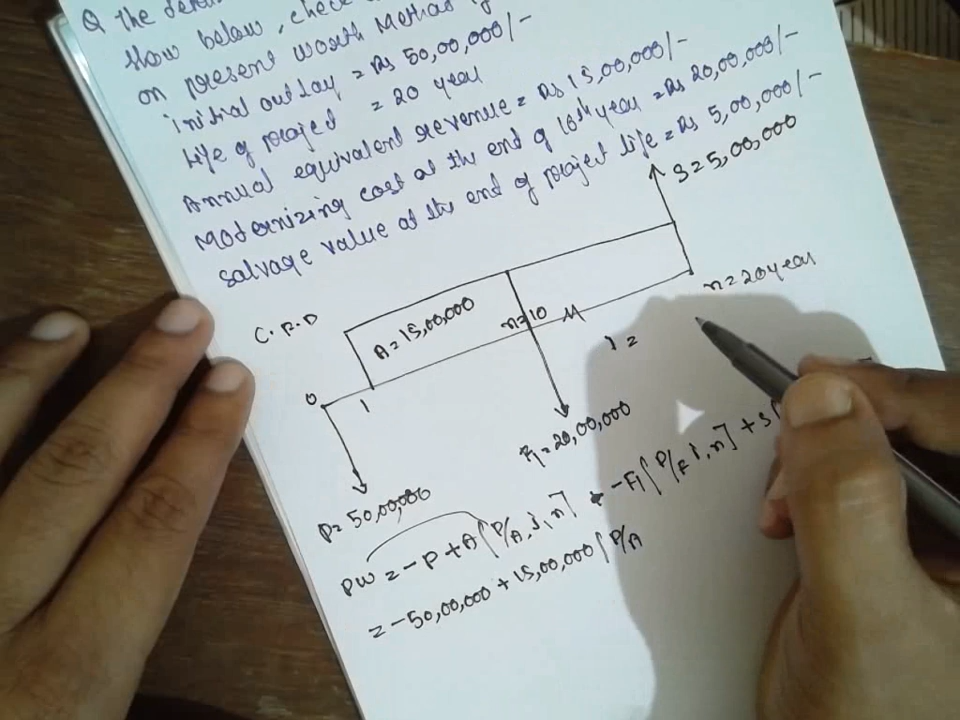 Q the
show below, check
on present worth Method
initial outlay = Rs 50,00,000/-
Life of project = 20 year
Annual equivalent revenue = Rs 15,00,000/-
Modernizing cost at the end of 10th year = Rs 20,00,000/-
salvage value at the end of project life = Rs 5,00,000/-
S=5,00,000
C.F.D
A=15,00,000
n=10
11
n=20 year
i =
0
1
F1=20,00,000
P=50,00,000
PW = -P + A[P/A, i, n] - F1[P/F i, n] + S[
= -50,00,000 + 15,00,000 [P/A